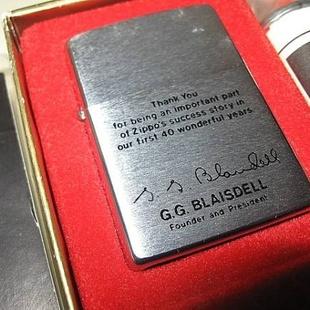 Thank You
for being an important part
of Zippo's success story in
our first 40 wonderful years.
G. G. Blaisdell
G.G. BLAISDELL
Founder and President